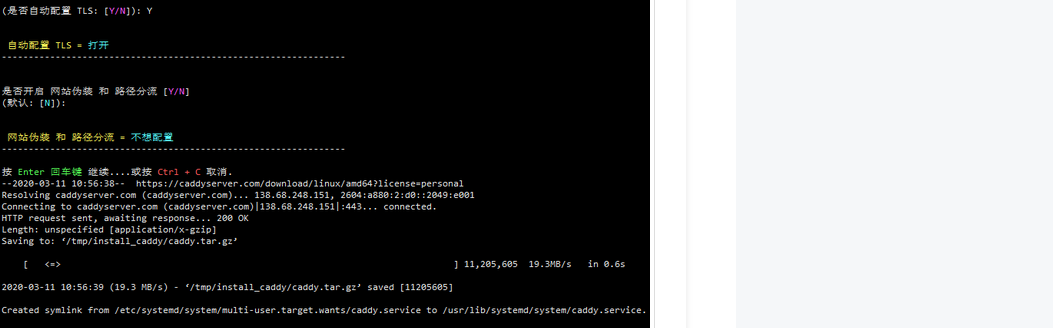 (是否自动配置 TLS: [Y/N]): Y
自动配置 TLS = 打开
----------------------------------------------------------------
是否开启 网站伪装 和 路径分流 [Y/N]
(默认: [N]):
网站伪装 和 路径分流 = 不想配置
----------------------------------------------------------------
按 Enter 回车键 继续....或按 Ctrl + C 取消.
--2020-03-11 10:56:38--  https://caddyserver.com/download/linux/amd64?license=personal
Resolving caddyserver.com (caddyserver.com)... 138.68.248.151, 2604:a880:2:d0::2049:e001
Connecting to caddyserver.com (caddyserver.com)|138.68.248.151|:443... connected.
HTTP request sent, awaiting response... 200 OK
Length: unspecified [application/x-gzip]
Saving to: ‘/tmp/install_caddy/caddy.tar.gz’
[   <=>                                                                         ] 11,205,605  19.3MB/s   in 0.6s
2020-03-11 10:56:39 (19.3 MB/s) - ‘/tmp/install_caddy/caddy.tar.gz’ saved [11205605]
Created symlink from /etc/systemd/system/multi-user.target.wants/caddy.service to /usr/lib/systemd/system/caddy.service.